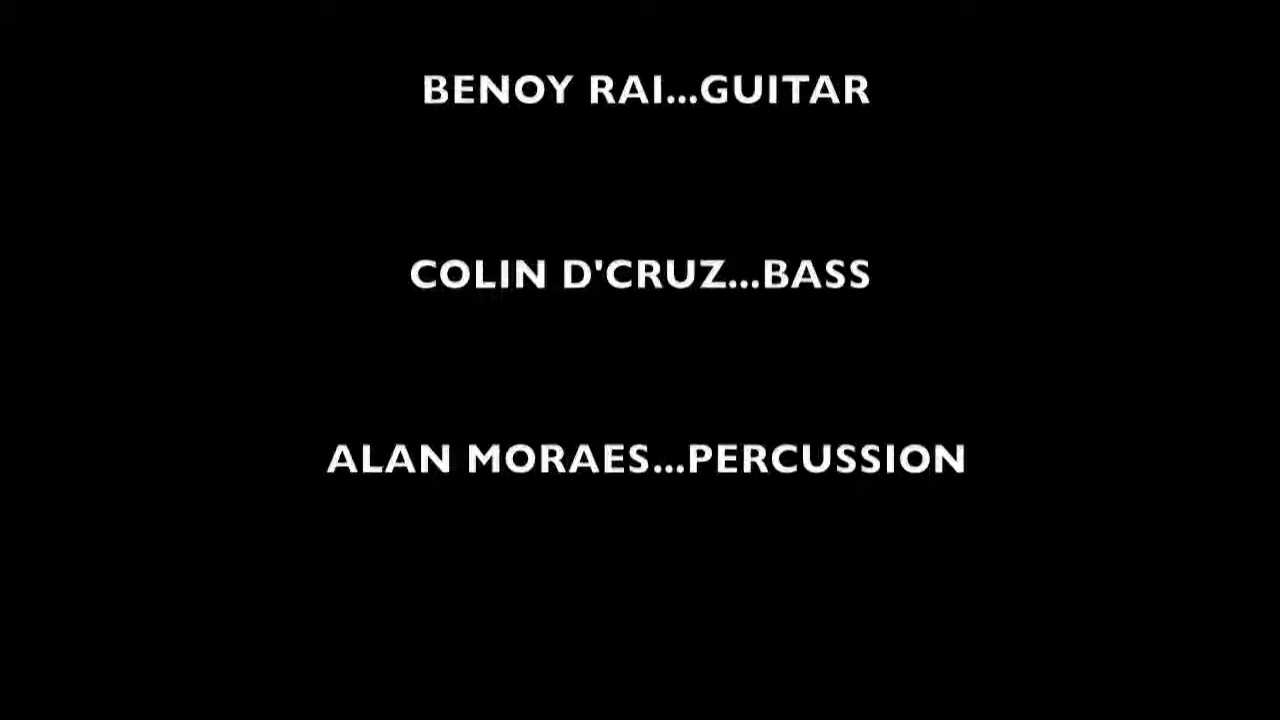 BENOY RAI...GUITAR
COLIN D'CRUZ...BASS
ALAN MORAES...PERCUSSION